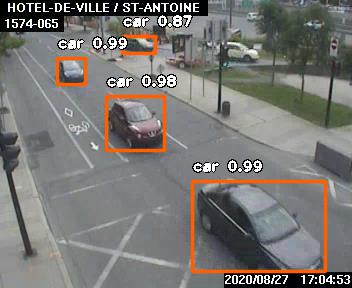 HOTEL-DE-VILLE / ST-ANTOINE
1574-065
car 0.87
car 0.99
car 0.98
car 0.99
2020/08/27 17:04:53